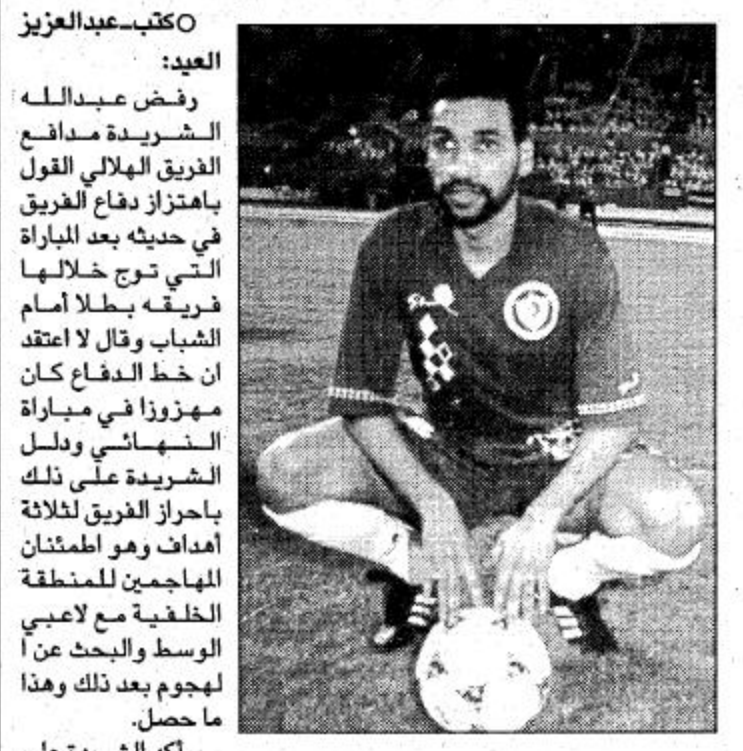 ○كتب_عبدالعزيز
العيد:
رفض عبدالله
الشريدة مدافع
الفريق الهلالي القول
باهتزاز دفاع الفريق
في حديثه بعد المباراة
التي توج خلالها
فريقه بطلا أمام
الشباب وقال لا اعتقد
ان خط الدفاع كان
مهزوزا في مباراة
النهائي ودلل
الشريدة على ذلك
باحراز الفريق لثلاثة
أهداف وهو اطمئنان
المهاجمين للمنطقة
الخلفية مع لاعبي
الوسط والبحث عن ا
لهجوم بعد ذلك وهذا
ما حصل.